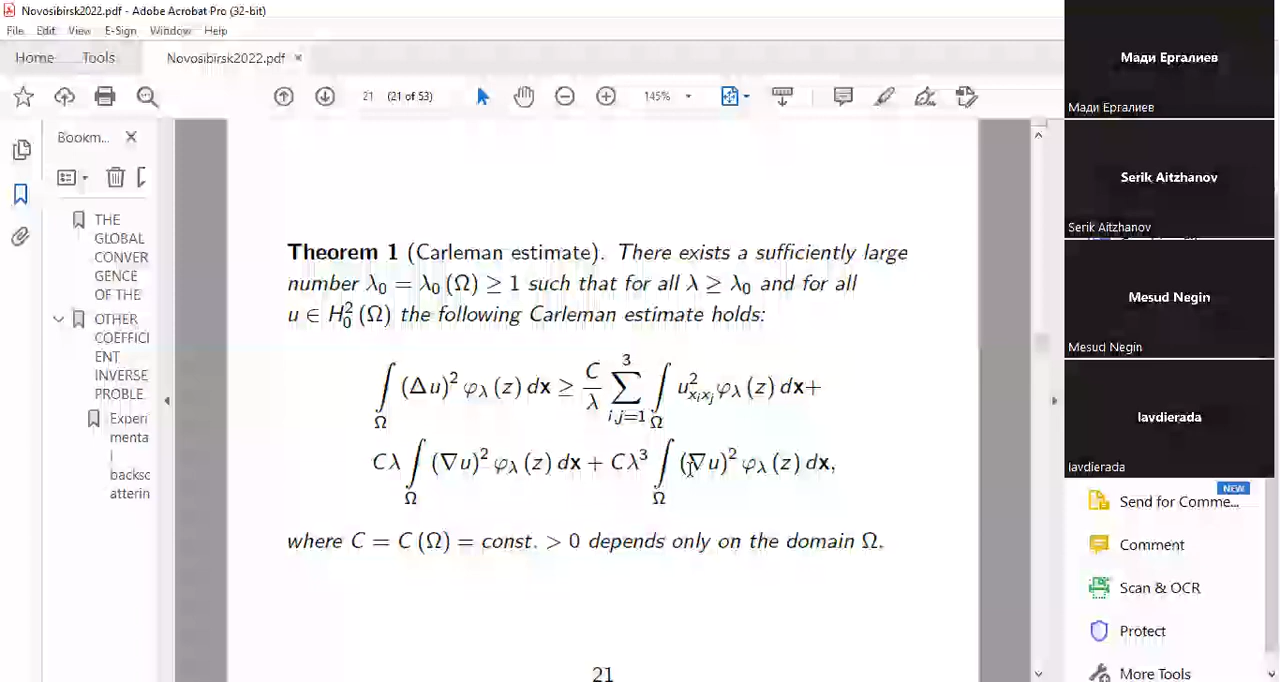 Novosibirsk2022.pdf - Adobe Acrobat Pro (32-bit)
File Edit View E-Sign Window Help
Home Tools Novosibirsk2022.pdf ×
21 (21 of 53) 145%
Bookm...
THE
GLOBAL
CONVER
GENCE
OF THE
OTHER
COEFFICI
ENT
INVERSE
PROBLE
Experi
menta
l
backsc
atterin
Theorem 1 (Carleman estimate). There exists a sufficiently large
number λ₀ = λ₀ (Ω) ≥ 1 such that for all λ ≥ λ₀ and for all
u ∈ H₀² (Ω) the following Carleman estimate holds:
∫_Ω (Δu)² φ_λ (z) dx ≥ C/λ ∑_{i,j=1}^{3} ∫_Ω u²_{x_i x_j} φ_λ (z) dx+
Cλ ∫_Ω (∇u)² φ_λ (z) dx + Cλ³ ∫_Ω (∇u)² φ_λ (z) dx,
where C = C (Ω) = const. > 0 depends only on the domain Ω.
21
Мади Ергалиев
Мади Ергалиев
Serik Aitzhanov
Serik Aitzhanov
Mesud Negin
Mesud Negin
lavdierada
lavdierada
NEW
Send for Comme...
Comment
Scan & OCR
Protect
More Tools